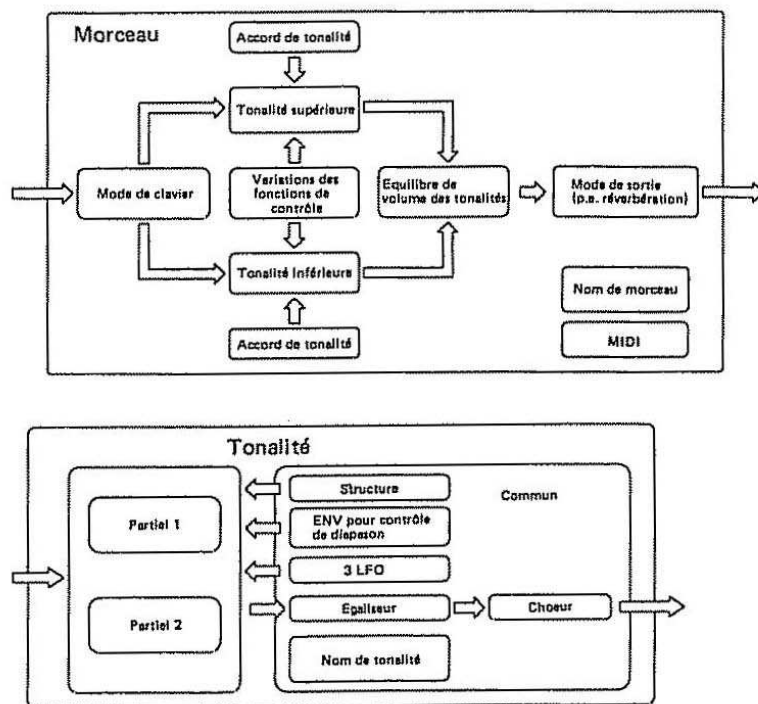 Morceau
Accord de tonalité
Tonalité supérieure
Mode de clavier
Variations des
fonctions de
contrôle
Equilibre de
volume des tonalités
Mode de sortie
(p.e. réverbération)
Tonalité Inférieure
Nom de morceau
Accord de tonalité
MIDI
Tonalité
Structure
Commun
Partiel 1
ENV pour contrôle
de diapason
3 LFO
Partiel 2
Egaliseur
Choeur
Nom de tonalité